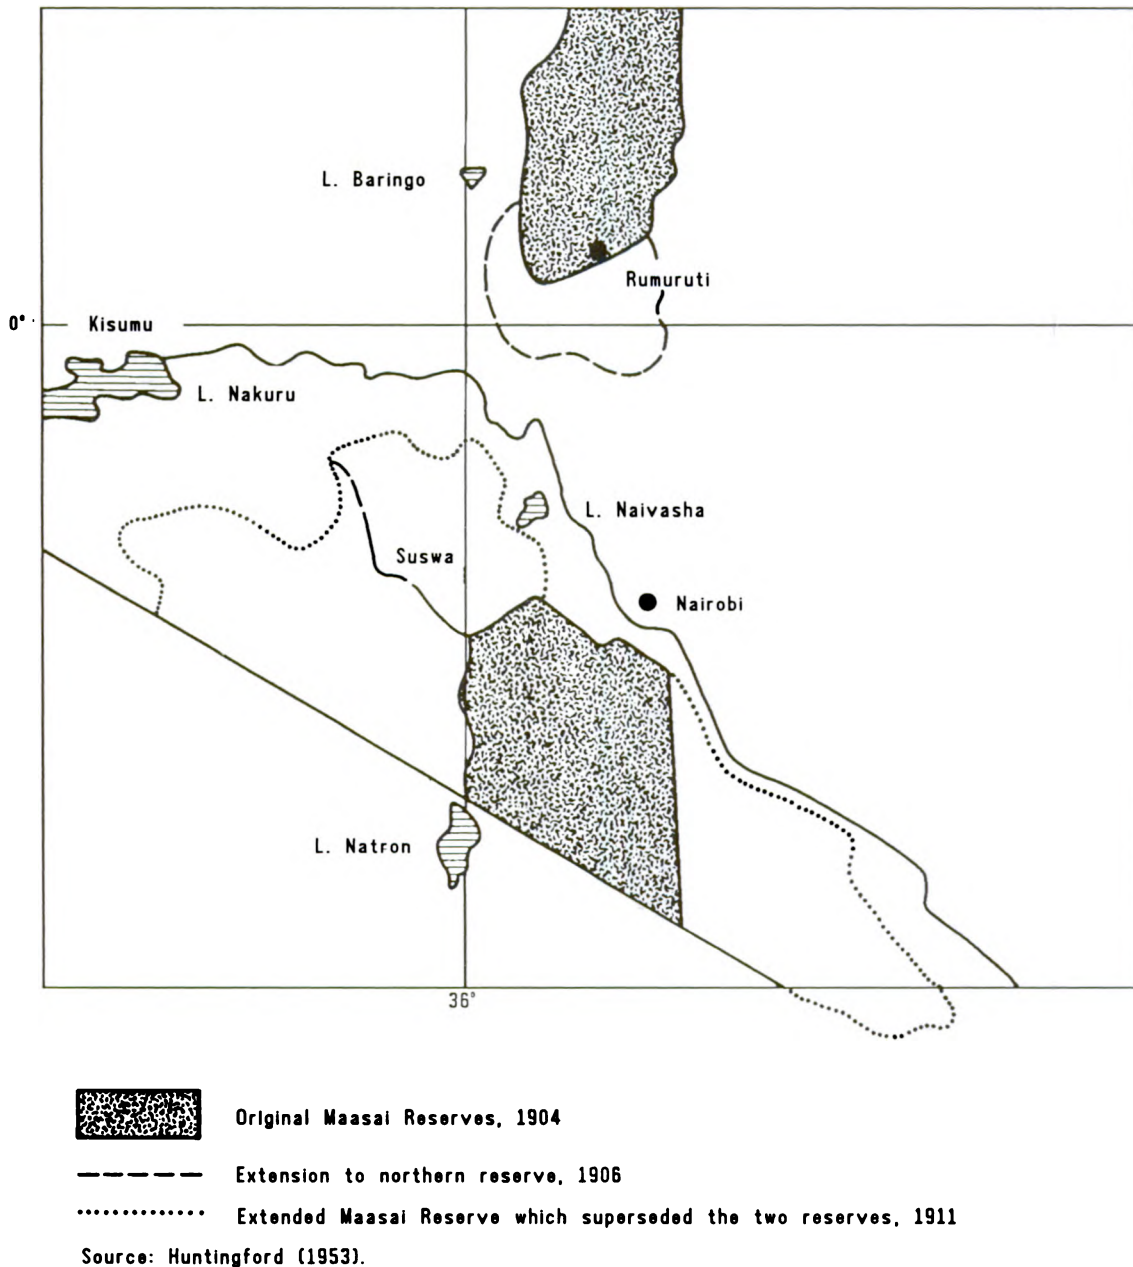 L. Baringo
Rumuruti
0°
Kisumu
L. Nakuru
L. Naivasha
Suswa
Nairobi
L. Natron
36°
Original Maasai Reserves, 1904
Extension to northern reserve, 1906
Extended Maasai Reserve which superseded the two reserves, 1911
Source: Huntingford (1953).